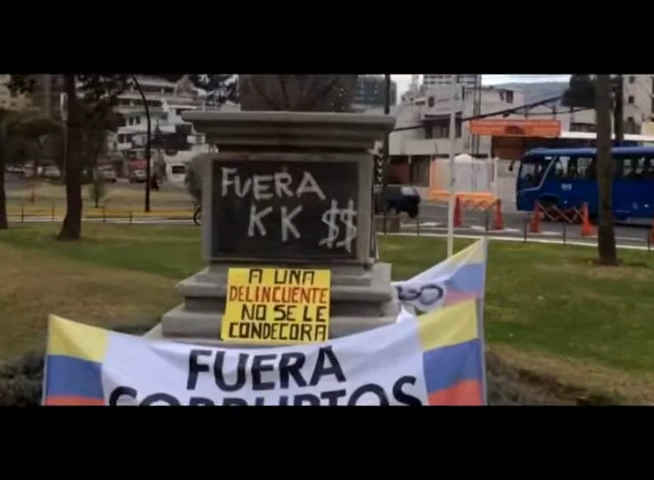 FUERA
KK $$
A UNA
DELINCUENTE
NO SE LE
CONDECORA
FUERA
CORRUPTOS